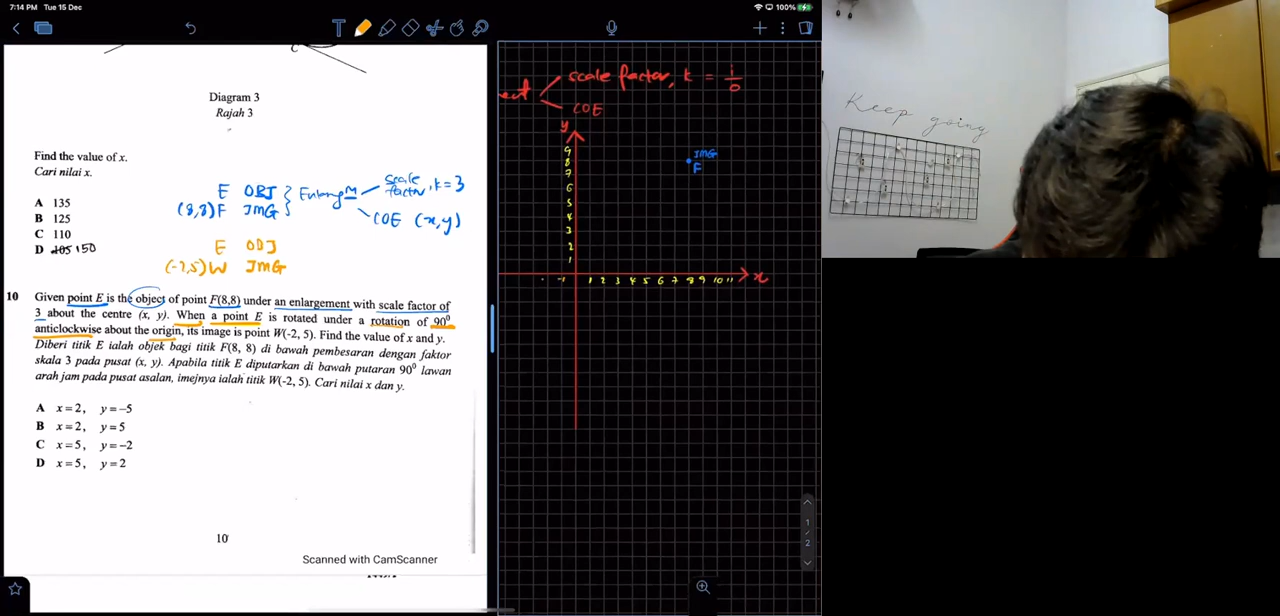 7:14 PM Tue 15 Dec
100%
C
Diagram 3
Rajah 3
Find the value of x.
Cari nilai x.
A 135
B 125
C 110
D 105 150
E OBJ
(8,8) F IMG
Enlargm
scale factor, k = 3
COE (x, y)
E OBJ
(-2,5) W IMG
10 Given point E is the object of point F(8,8) under an enlargement with scale factor of
3 about the centre (x, y). When a point E is rotated under a rotation of 90⁰
anticlockwise about the origin, its image is point W(-2, 5). Find the value of x and y.
Diberi titik E ialah objek bagi titik F(8, 8) di bawah pembesaran dengan faktor
skala 3 pada pusat (x, y). Apabila titik E diputarkan di bawah putaran 90⁰ lawan
arah jam pada pusat asalan, imejnya ialah titik W(-2, 5). Cari nilai x dan y.
A x = 2, y = –5
B x = 2, y = 5
C x = 5, y = –2
D x = 5, y = 2
10
Scanned with CamScanner
scale factor, k = i/o
COE
y
9
8
7
6
5
4
3
2
1
-1 1 2 3 4 5 6 7 8 9 10 11 x
IMG
F
1
2
Keep going